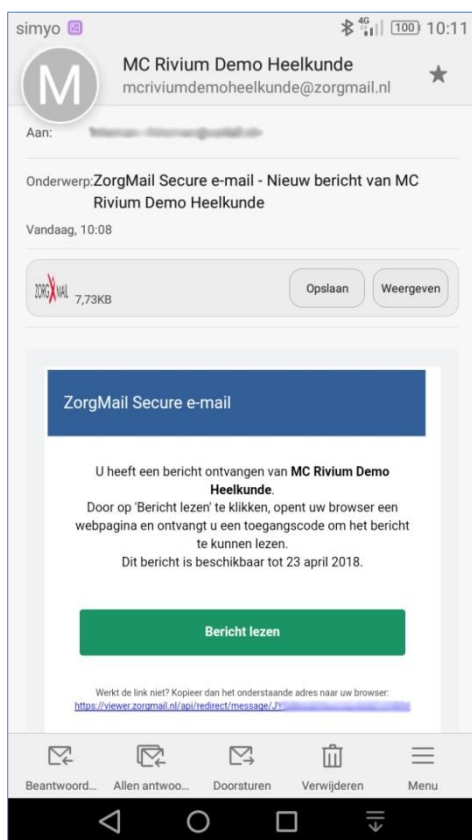 simyo 4G 100 10:11
M
MC Rivium Demo Heelkunde
mcriviumdemoheelkunde@zorgmail.nl
Aan:
Onderwerp:ZorgMail Secure e-mail - Nieuw bericht van MC
Rivium Demo Heelkunde
Vandaag, 10:08
ZORG MAIL 7,73KB Opslaan Weergeven
ZorgMail Secure e-mail
U heeft een bericht ontvangen van MC Rivium Demo
Heelkunde.
Door op 'Bericht lezen' te klikken, opent uw browser een
webpagina en ontvangt u een toegangscode om het bericht
te kunnen lezen.
Dit bericht is beschikbaar tot 23 april 2018.
Bericht lezen
Werkt de link niet? Kopieer dan het onderstaande adres naar uw browser:
https://viewer.zorgmail.nl/api/redirect/message/
Beantwoord... Allen antwoo... Doorsturen Verwijderen Menu